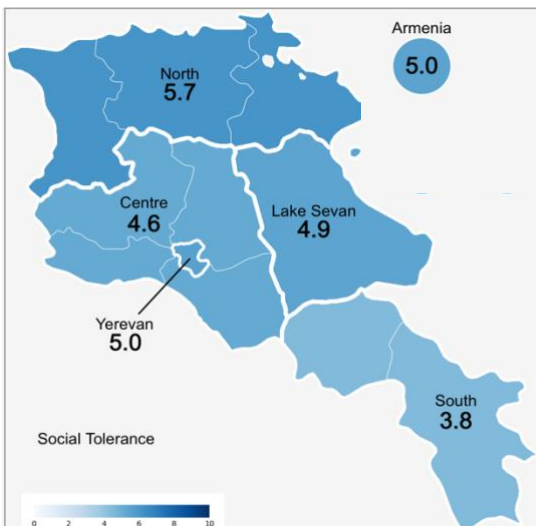 Armenia
5.0
North
5.7
Centre
4.6
Lake Sevan
4.9
Yerevan
5.0
South
3.8
Social Tolerance
0 2 4 6 8 10